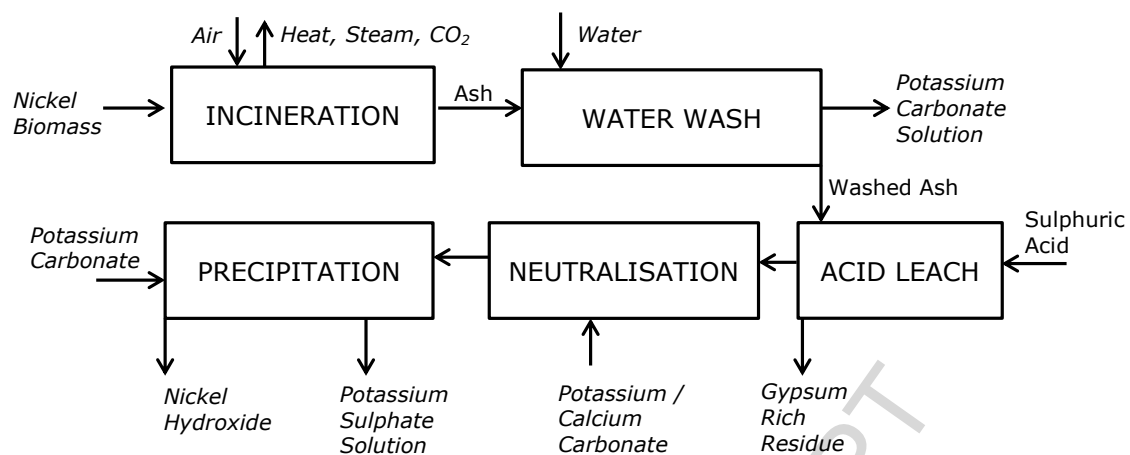 Air
Heat, Steam, CO₂
Water
Nickel
Biomass
INCINERATION
Ash
WATER WASH
Potassium
Carbonate
Solution
Washed Ash
Potassium
Carbonate
PRECIPITATION
NEUTRALISATION
ACID LEACH
Sulphuric
Acid
Nickel
Hydroxide
Potassium
Sulphate
Solution
Potassium /
Calcium
Carbonate
Gypsum
Rich
Residue
PT